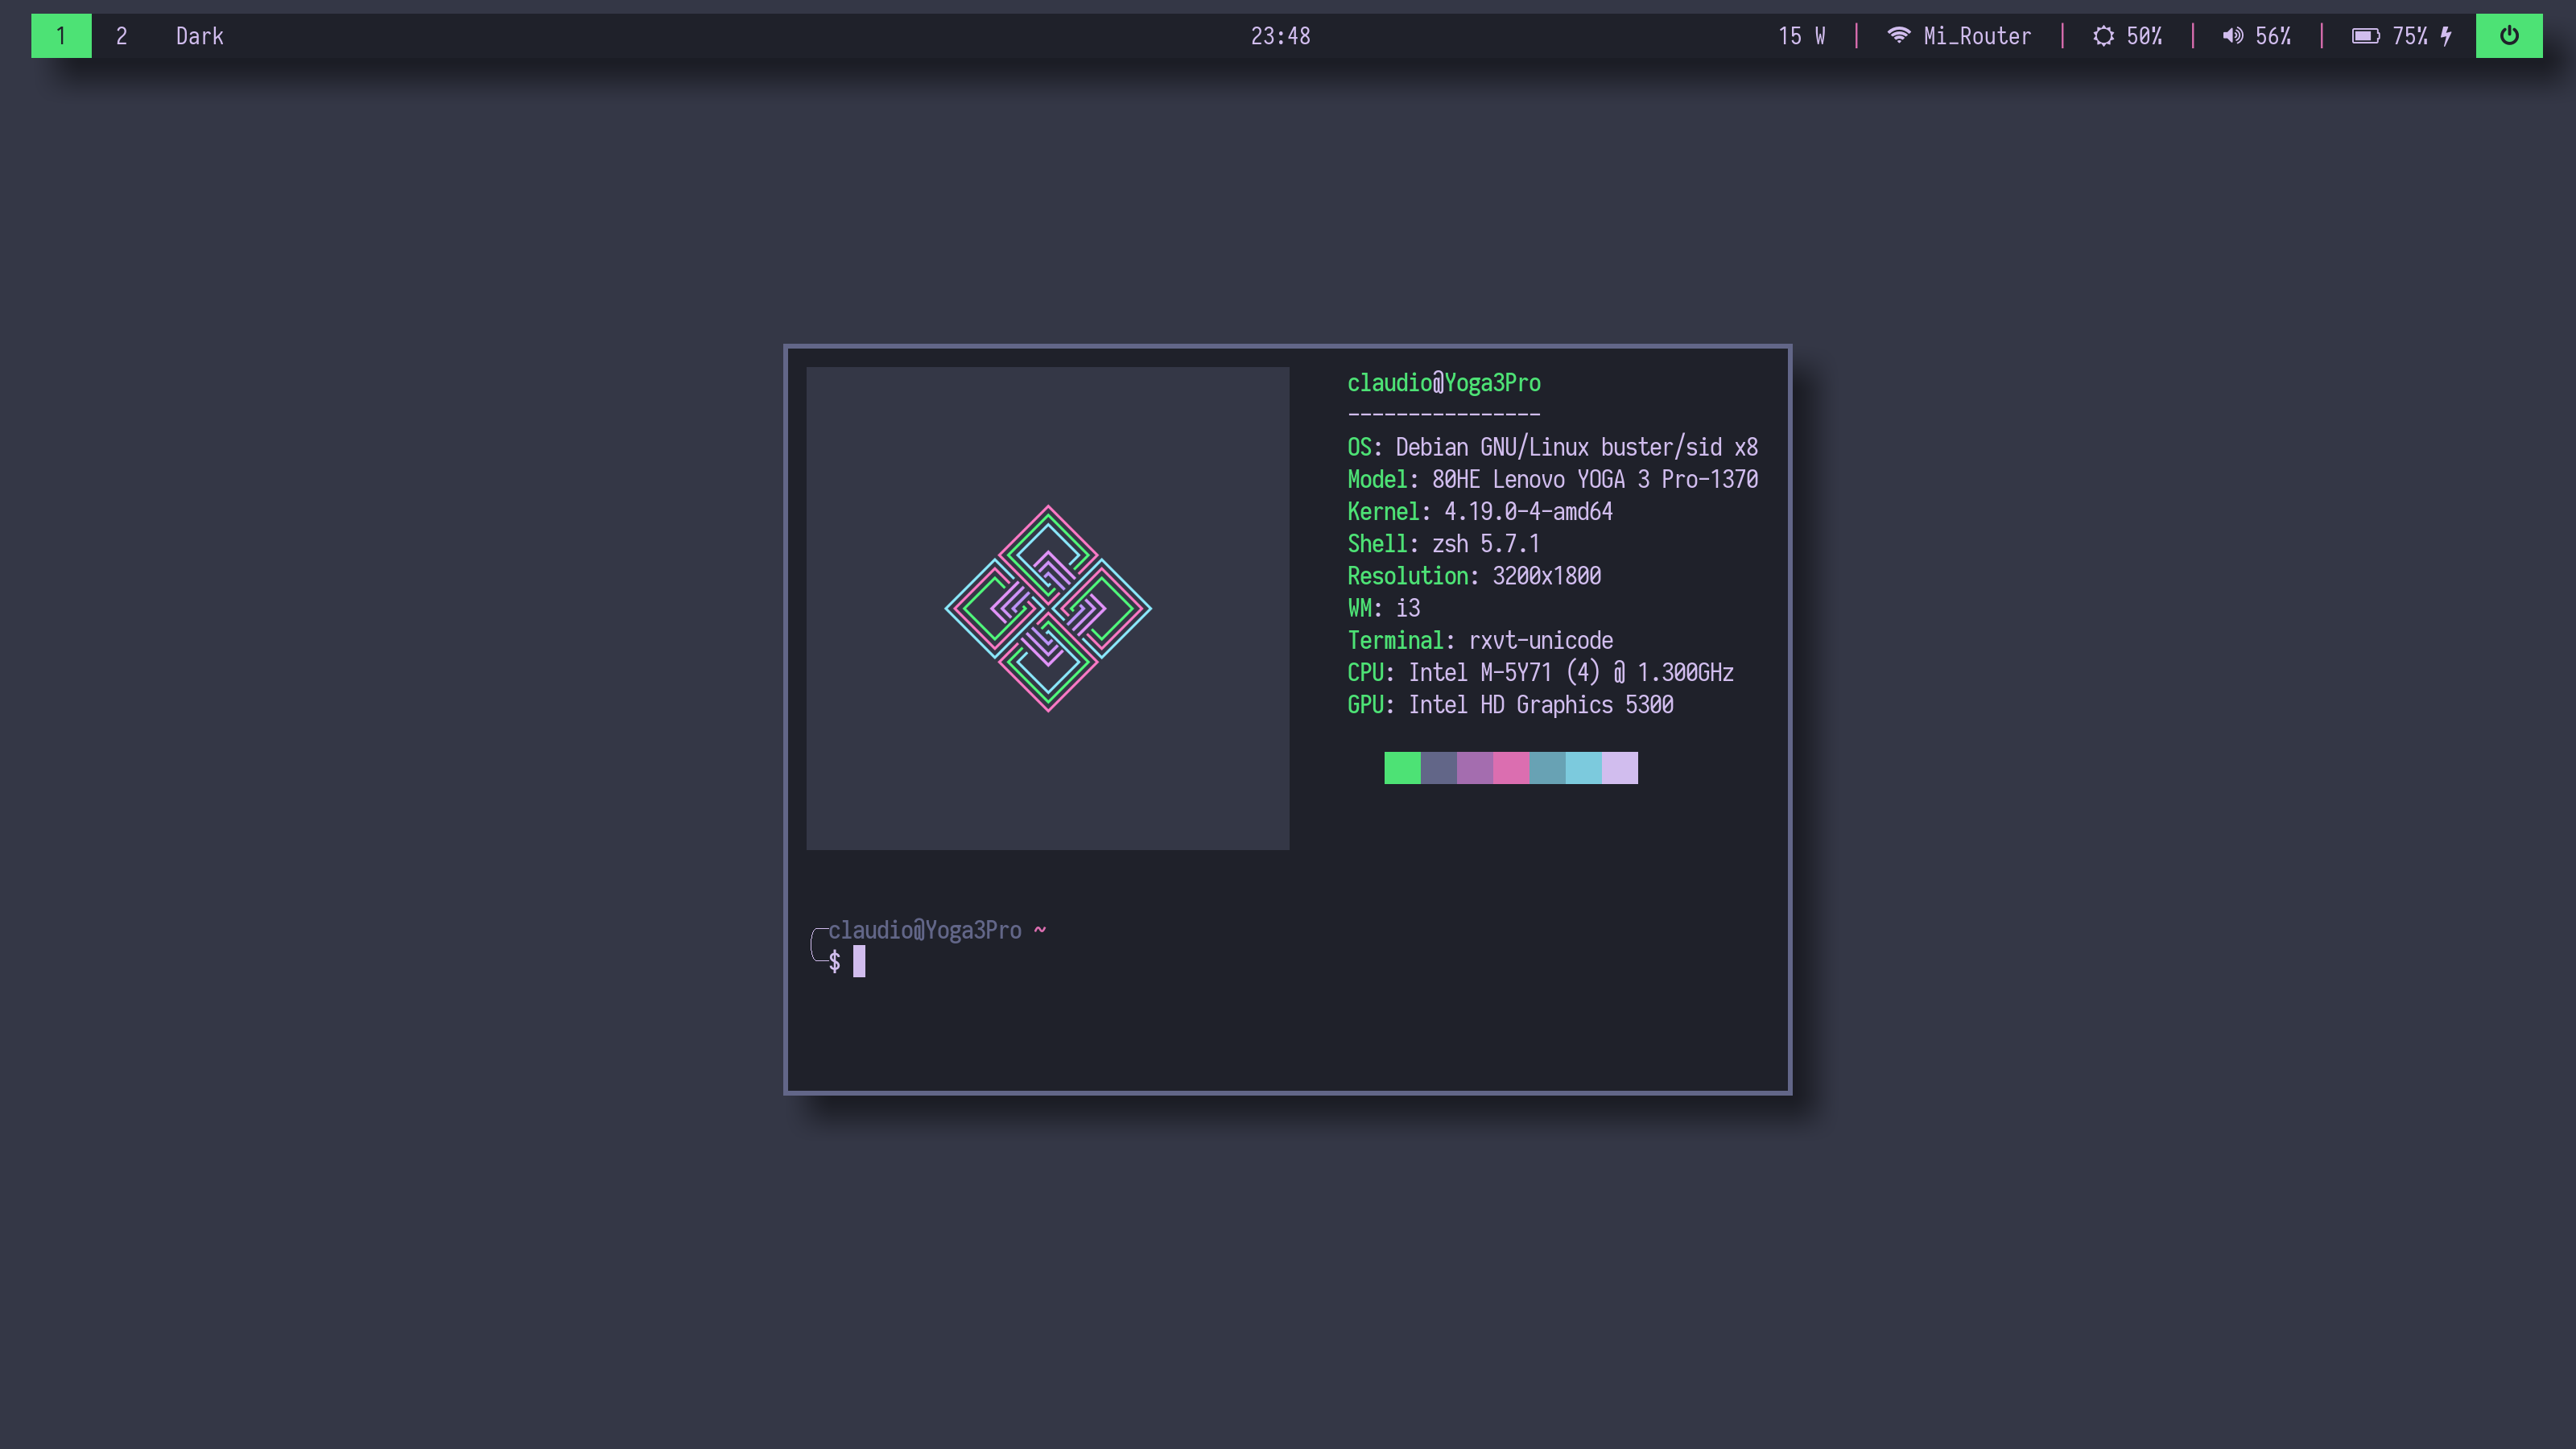 1 2 Dark 23:48 15 W | Mi_Router | 50% | 56% | 75%
claudio@Yoga3Pro
----------------
OS: Debian GNU/Linux buster/sid x8
Model: 80HE Lenovo YOGA 3 Pro-1370
Kernel: 4.19.0-4-amd64
Shell: zsh 5.7.1
Resolution: 3200x1800
WM: i3
Terminal: rxvt-unicode
CPU: Intel M-5Y71 (4) @ 1.300GHz
GPU: Intel HD Graphics 5300
claudio@Yoga3Pro ~
$